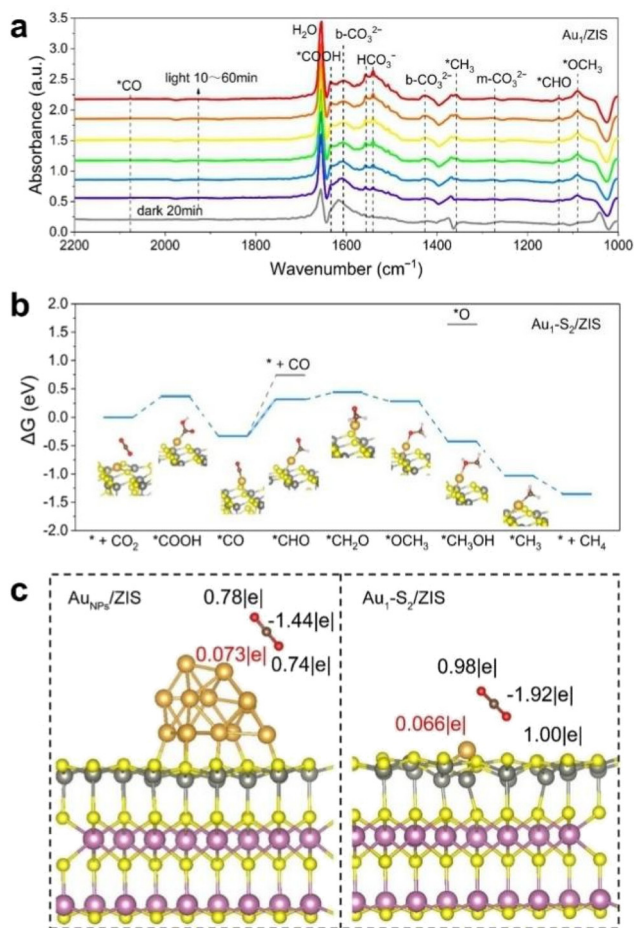 a
Au₁/ZIS
H₂O
b-CO₃²⁻
*COOH
HCO₃⁻
b-CO₃²⁻
*CH₃
m-CO₃²⁻
*CHO
*OCH₃
*CO
light 10~60min
dark 20min
3.5
3.0
2.5
2.0
1.5
1.0
0.5
0.0
Absorbance (a.u.)
2200 2000 1800 1600 1400 1200 1000
Wavenumber (cm⁻¹)
b
Au₁-S₂/ZIS
*O
* + CO
2.0
1.5
1.0
0.5
0.0
-0.5
-1.0
-1.5
-2.0
ΔG (eV)
* + CO₂ *COOH *CO *CHO *CH₂O *OCH₃ *CH₃OH *CH₃ * + CH₄
c
Au_NPs/ZIS
0.78|e|
-1.44|e|
0.073|e|
0.74|e|
Au₁-S₂/ZIS
0.98|e|
-1.92|e|
0.066|e|
1.00|e|